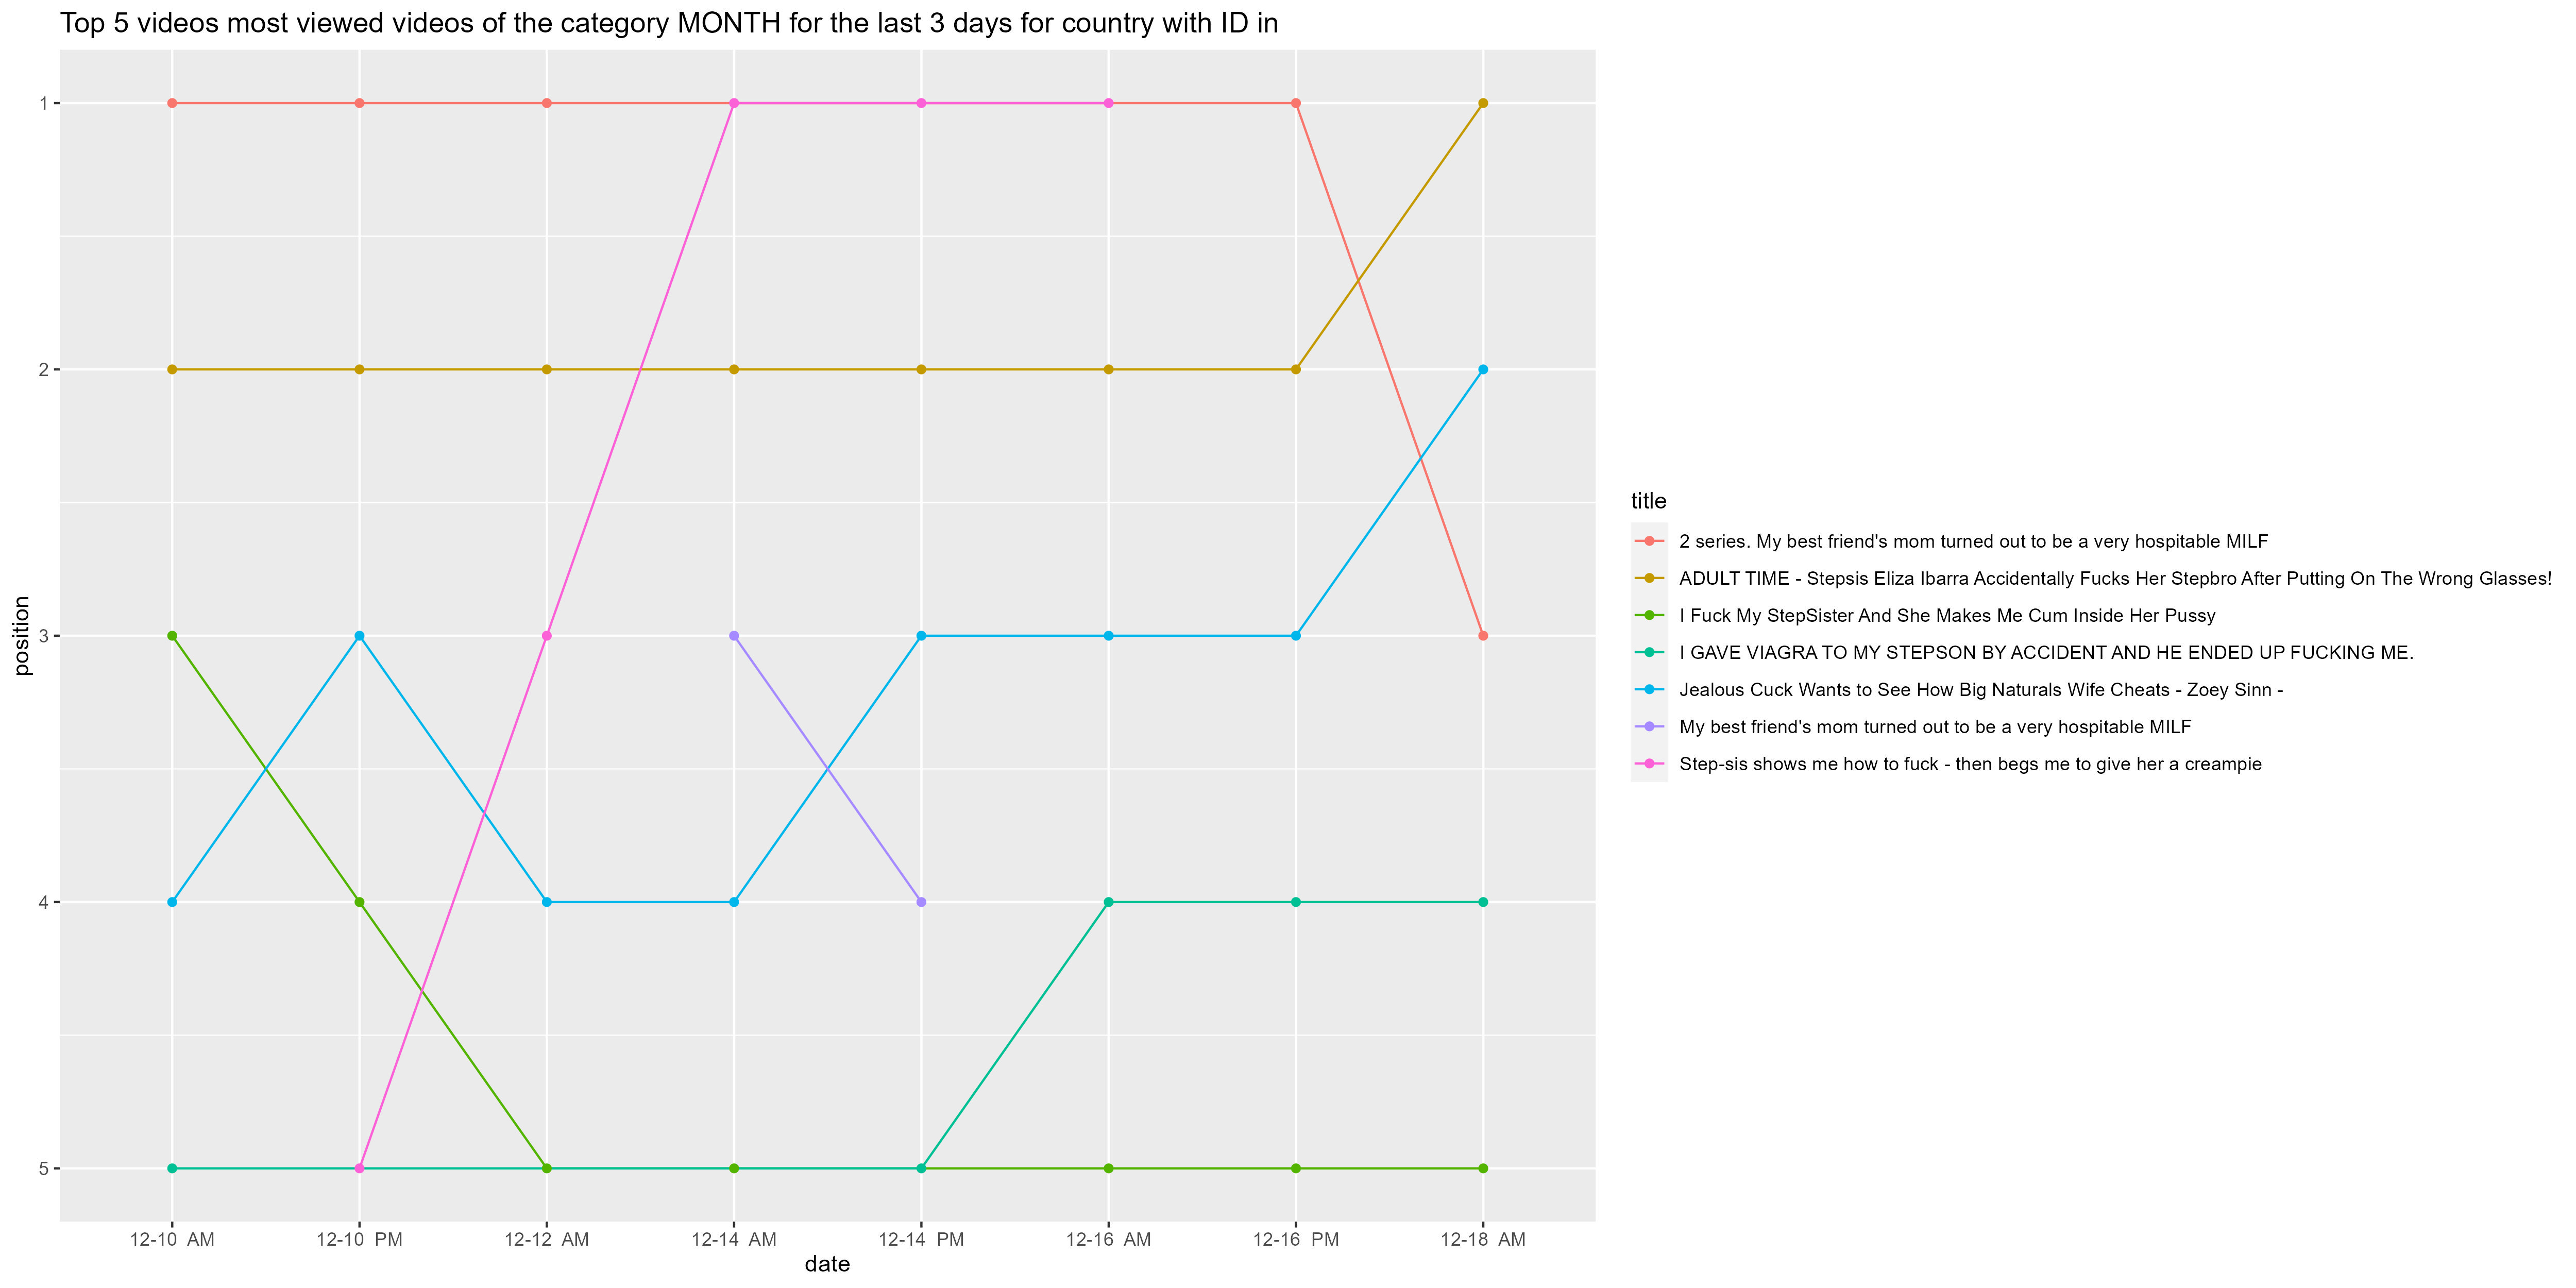 Top 5 videos most viewed videos of the category MONTH for the last 3 days for country with ID in
1
2
3
4
5
position
12-10 AM
12-10 PM
12-12 AM
12-14 AM
12-14 PM
12-16 AM
12-16 PM
12-18 AM
date
title
2 series. My best friend's mom turned out to be a very hospitable MILF
ADULT TIME - Stepsis Eliza Ibarra Accidentally Fucks Her Stepbro After Putting On The Wrong Glasses!
I Fuck My StepSister And She Makes Me Cum Inside Her Pussy
I GAVE VIAGRA TO MY STEPSON BY ACCIDENT AND HE ENDED UP FUCKING ME.
Jealous Cuck Wants to See How Big Naturals Wife Cheats - Zoey Sinn -
My best friend's mom turned out to be a very hospitable MILF
Step-sis shows me how to fuck - then begs me to give her a creampie